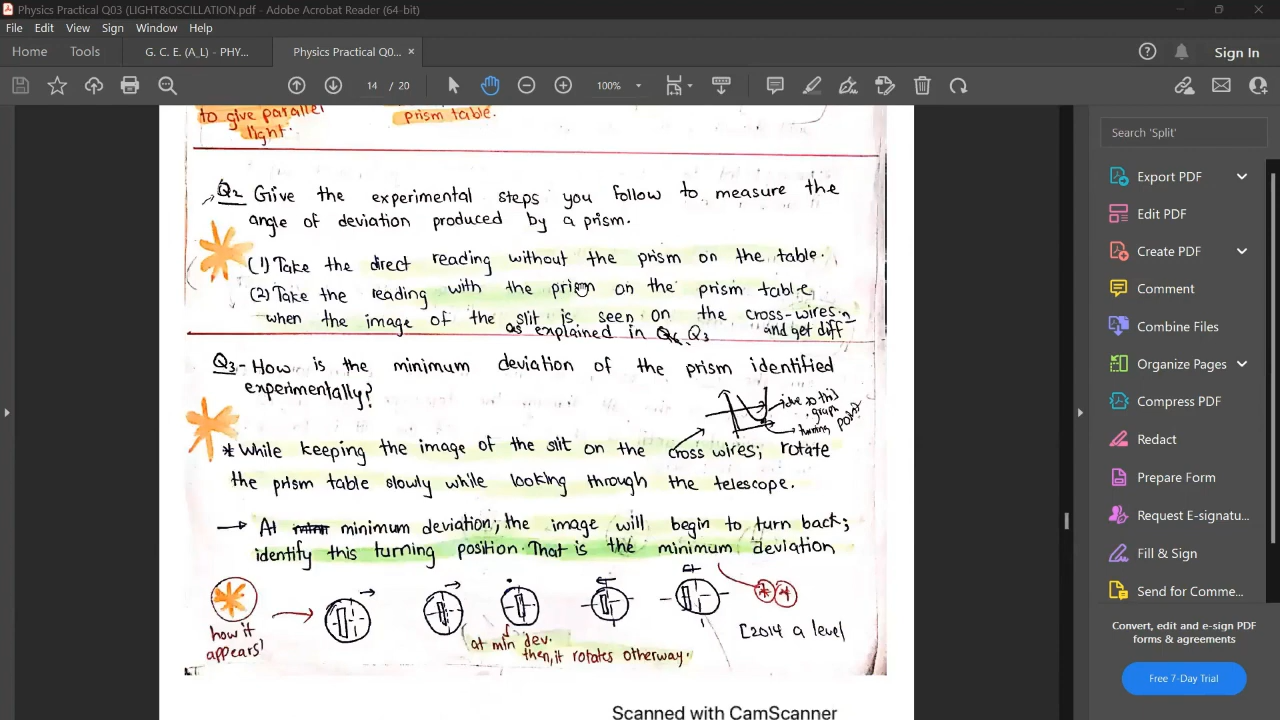 Physics Practical Q03 (LIGHT&OSCILLATION.pdf - Adobe Acrobat Reader (64-bit)
File Edit View Sign Window Help
Home Tools G. C. E. (A_L) - PHY... Physics Practical Q0... × Sign In
14 / 20 100%
to give parallel
light.
prism table.
Q2 Give the experimental steps you follow to measure the
angle of deviation produced by a prism.
(1) Take the direct reading without the prism on the table.
(2) Take the reading with the prism on the prism table,
when the image of the slit is seen on the cross-wires.
as explained in Q3 and get diff
Q3 - How is the minimum deviation of the prism identified
experimentally?
due to this
graph
turning point
* While keeping the image of the slit on the cross wires; rotate
the prism table slowly while looking through the telescope.
→ At minimum deviation, the image will begin to turn back;
identify this turning position. That is the minimum deviation
how it
appears!
at min dev.
then, it rotates otherway.
[2014 a level
Scanned with CamScanner
Search 'Split'
Export PDF
Edit PDF
Create PDF
Comment
Combine Files
Organize Pages
Compress PDF
Redact
Prepare Form
Request E-signatu...
Fill & Sign
Send for Comme...
Convert, edit and e-sign PDF
forms & agreements
Free 7-Day Trial